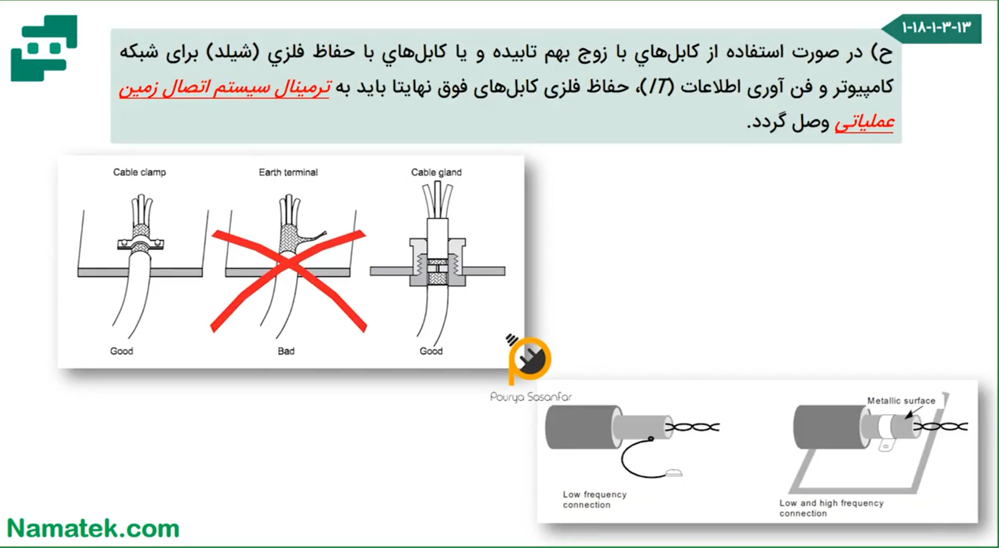 ۱۳-۳-۱-۱۸-۱
ح) در صورت استفاده از کابل‌هاي با زوج بهم تابیده و یا کابل‌هاي با حفاظ فلزي (شیلد) برای شبکه
کامپیوتر و فن آوری اطلاعات (IT)، حفاظ فلزی کابل‌های فوق نهایتا باید به ترمینال سیستم اتصال زمین
عملیاتی وصل گردد.
Cable clamp
Earth terminal
Cable gland
Good
Bad
Good
Pourya Sasanfar
Metallic surface
Low frequency
connection
Low and high frequency
connection
Namatek.com